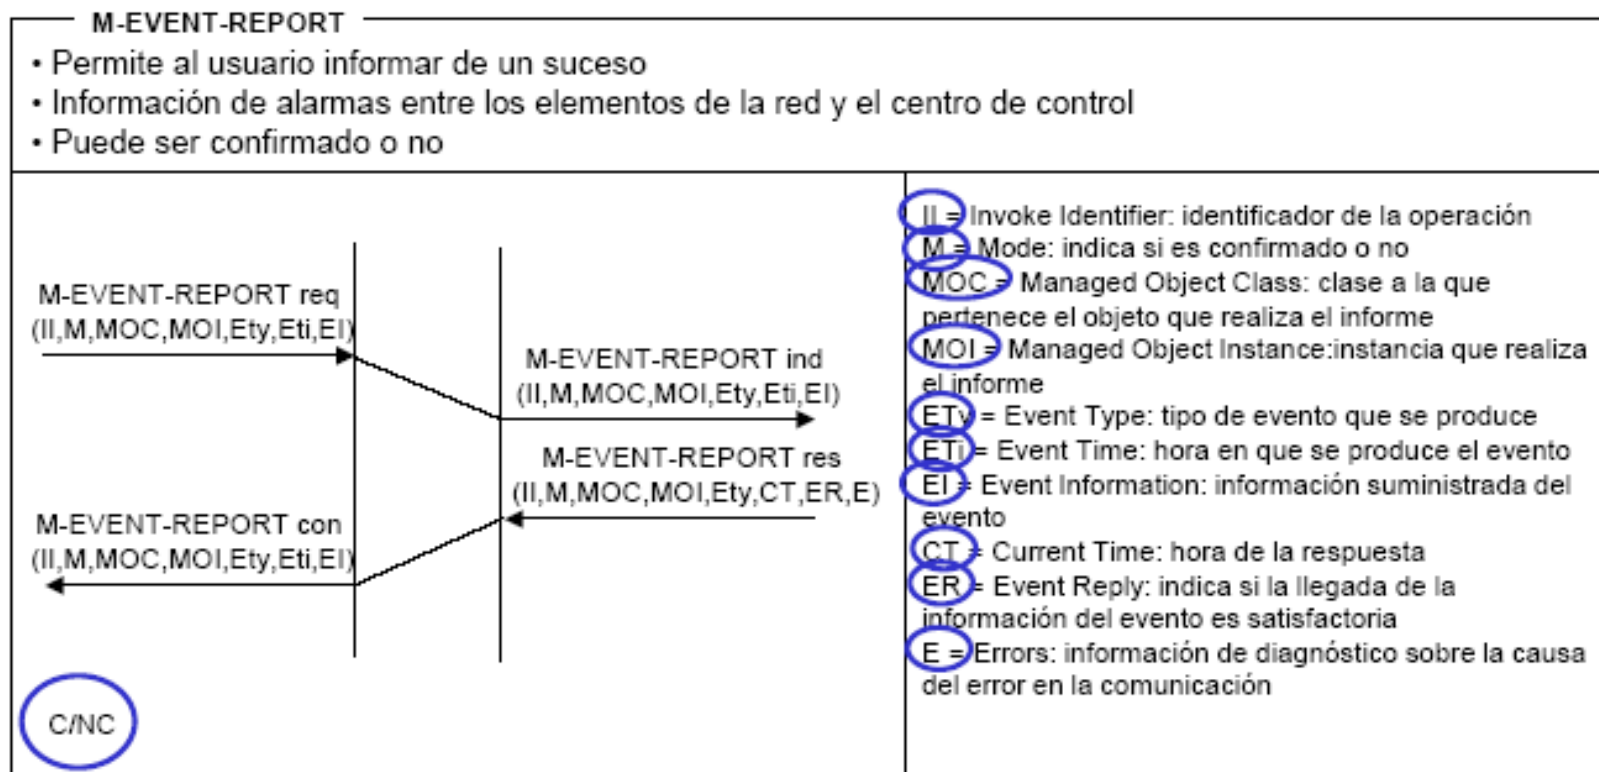 M-EVENT-REPORT
• Permite al usuario informar de un suceso
• Información de alarmas entre los elementos de la red y el centro de control
• Puede ser confirmado o no
M-EVENT-REPORT req
(II,M,MOC,MOI,Ety,Eti,EI)
M-EVENT-REPORT ind
(II,M,MOC,MOI,Ety,Eti,EI)
M-EVENT-REPORT res
(II,M,MOC,MOI,Ety,CT,ER,E)
M-EVENT-REPORT con
(II,M,MOC,MOI,Ety,Eti,EI)
C/NC
II = Invoke Identifier: identificador de la operación
M = Mode: indica si es confirmado o no
MOC = Managed Object Class: clase a la que
pertenece el objeto que realiza el informe
MOI = Managed Object Instance:instancia que realiza
el informe
ETy = Event Type: tipo de evento que se produce
ETi = Event Time: hora en que se produce el evento
EI = Event Information: información suministrada del
evento
CT = Current Time: hora de la respuesta
ER = Event Reply: indica si la llegada de la
información del evento es satisfactoria
E = Errors: información de diagnóstico sobre la causa
del error en la comunicación